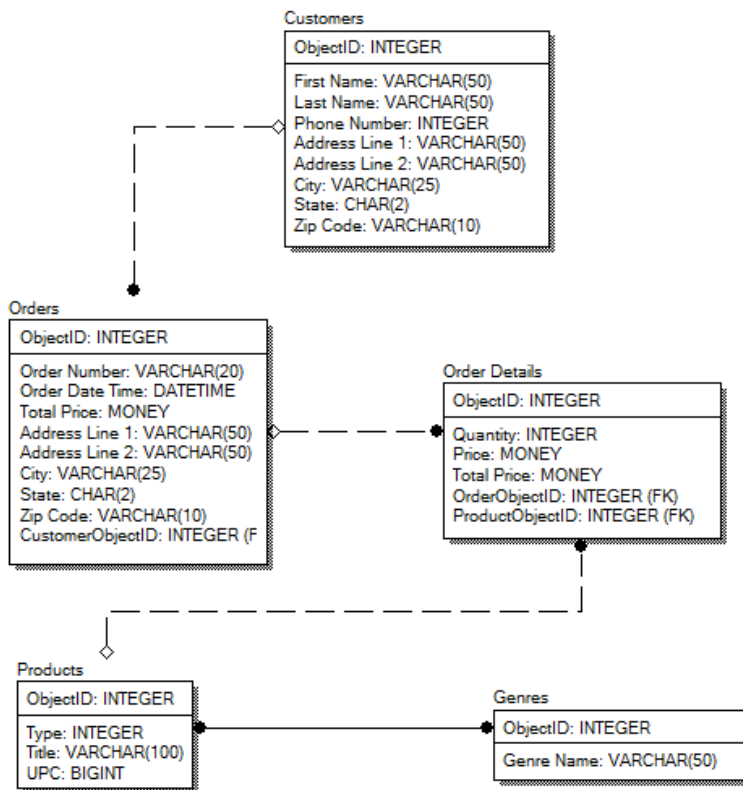 Customers
ObjectID: INTEGER
First Name: VARCHAR(50)
Last Name: VARCHAR(50)
Phone Number: INTEGER
Address Line 1: VARCHAR(50)
Address Line 2: VARCHAR(50)
City: VARCHAR(25)
State: CHAR(2)
Zip Code: VARCHAR(10)
Orders
ObjectID: INTEGER
Order Number: VARCHAR(20)
Order Date Time: DATETIME
Total Price: MONEY
Address Line 1: VARCHAR(50)
Address Line 2: VARCHAR(50)
City: VARCHAR(25)
State: CHAR(2)
Zip Code: VARCHAR(10)
CustomerObjectID: INTEGER (F
Order Details
ObjectID: INTEGER
Quantity: INTEGER
Price: MONEY
Total Price: MONEY
OrderObjectID: INTEGER (FK)
ProductObjectID: INTEGER (FK)
Products
ObjectID: INTEGER
Type: INTEGER
Title: VARCHAR(100)
UPC: BIGINT
Genres
ObjectID: INTEGER
Genre Name: VARCHAR(50)